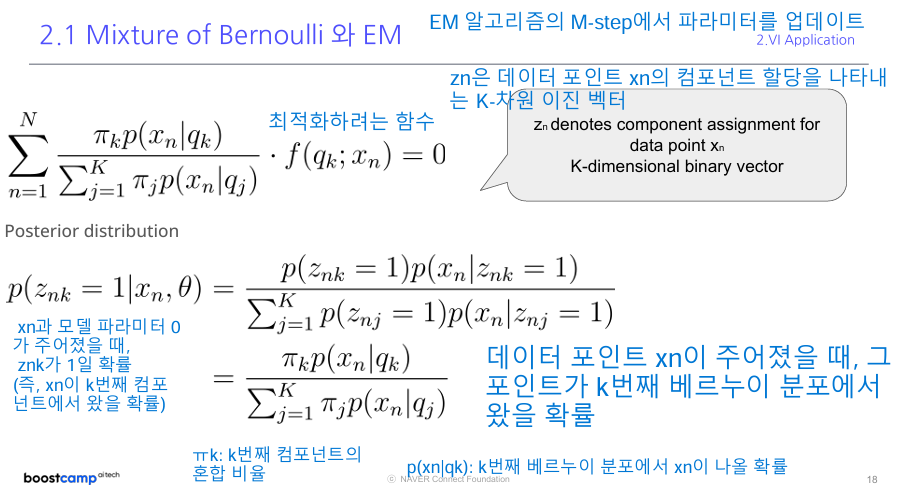 2.1 Mixture of Bernoulli 와 EM
EM 알고리즘의 M-step에서 파라미터를 업데이트
2.VI Application
zn은 데이터 포인트 xn의 컴포넌트 할당을 나타내
는 K-차원 이진 벡터
zₙ denotes component assignment for
data point xₙ
K-dimensional binary vector
최적화하려는 함수
\sum_{n=1}^{N} \frac{\pi_k p(x_n|q_k)}{\sum_{j=1}^{K} \pi_j p(x_n|q_j)} \cdot f(q_k; x_n) = 0
Posterior distribution
p(z_{nk} = 1|x_n, \theta) = \frac{p(z_{nk} = 1)p(x_n|z_{nk} = 1)}{\sum_{j=1}^{K} p(z_{nj} = 1)p(x_n|z_{nj} = 1)}
= \frac{\pi_k p(x_n|q_k)}{\sum_{j=1}^{K} \pi_j p(x_n|q_j)}
xn과 모델 파라미터 0
가 주어졌을 때,
znk가 1일 확률
(즉, xn이 k번째 컴포
넌트에서 왔을 확률)
데이터 포인트 xn이 주어졌을 때, 그
포인트가 k번째 베르누이 분포에서
왔을 확률
ㅠk: k번째 컴포넌트의
혼합 비율
p(xn|qk): k번째 베르누이 분포에서 xn이 나올 확률
boostcamp ai tech
ⓒ NAVER Connect Foundation
18